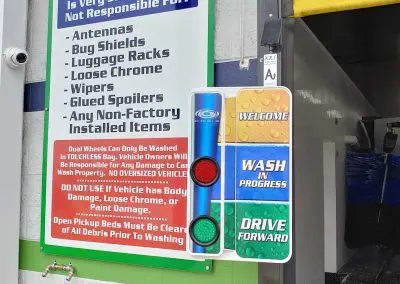 Is Very
Not Responsible For:
- Antennas
- Bug Shields
- Luggage Racks
- Loose Chrome
- Wipers
- Glued Spoilers
- Any Non-Factory
Installed Items
Dual Wheels Can Only Be Washed
in TOUCHLESS Bay. Vehicle Owners Will
Be Responsible for Any Damage to Car
Wash Property. NO OVERSIZED VEHICLE
DO NOT USE if Vehicle has Body
Damage, Loose Chrome, or
Paint Damage.
Open Pickup Beds Must Be Clear
of All Debris Prior To Washing
WELCOME
WASH
IN
PROGRESS
DRIVE
FORWARD